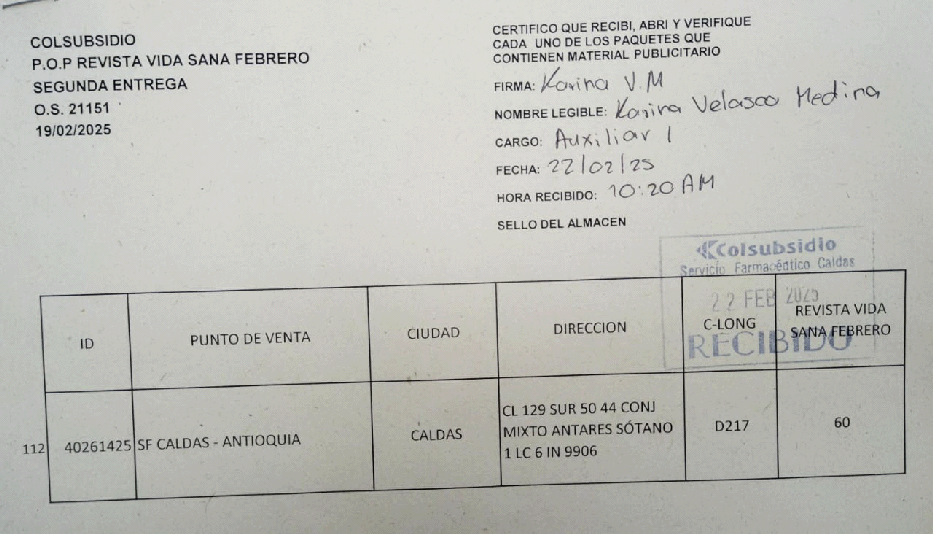 COLSUBSIDIO
P.O.P REVISTA VIDA SANA FEBRERO
SEGUNDA ENTREGA
O.S. 21151
19/02/2025
CERTIFICO QUE RECIBI, ABRI Y VERIFIQUE
CADA UNO DE LOS PAQUETES QUE
CONTIENEN MATERIAL PUBLICITARIO
FIRMA: Karina V.M
NOMBRE LEGIBLE: Karina Velasco Medina
CARGO: Auxiliar 1
FECHA: 22/02/25
HORA RECIBIDO: 10:20 AM
SELLO DEL ALMACEN
Colsubsidio
Servicio Farmacéutico Caldas
22 FEB 2025
RECIBIDO
ID PUNTO DE VENTA CIUDAD DIRECCION C-LONG REVISTA VIDA
SANA FEBRERO
112 40261425 SF CALDAS - ANTIOQUIA CALDAS CL 129 SUR 50 44 CONJ
MIXTO ANTARES SÓTANO
1 LC 6 IN 9906
D217 60